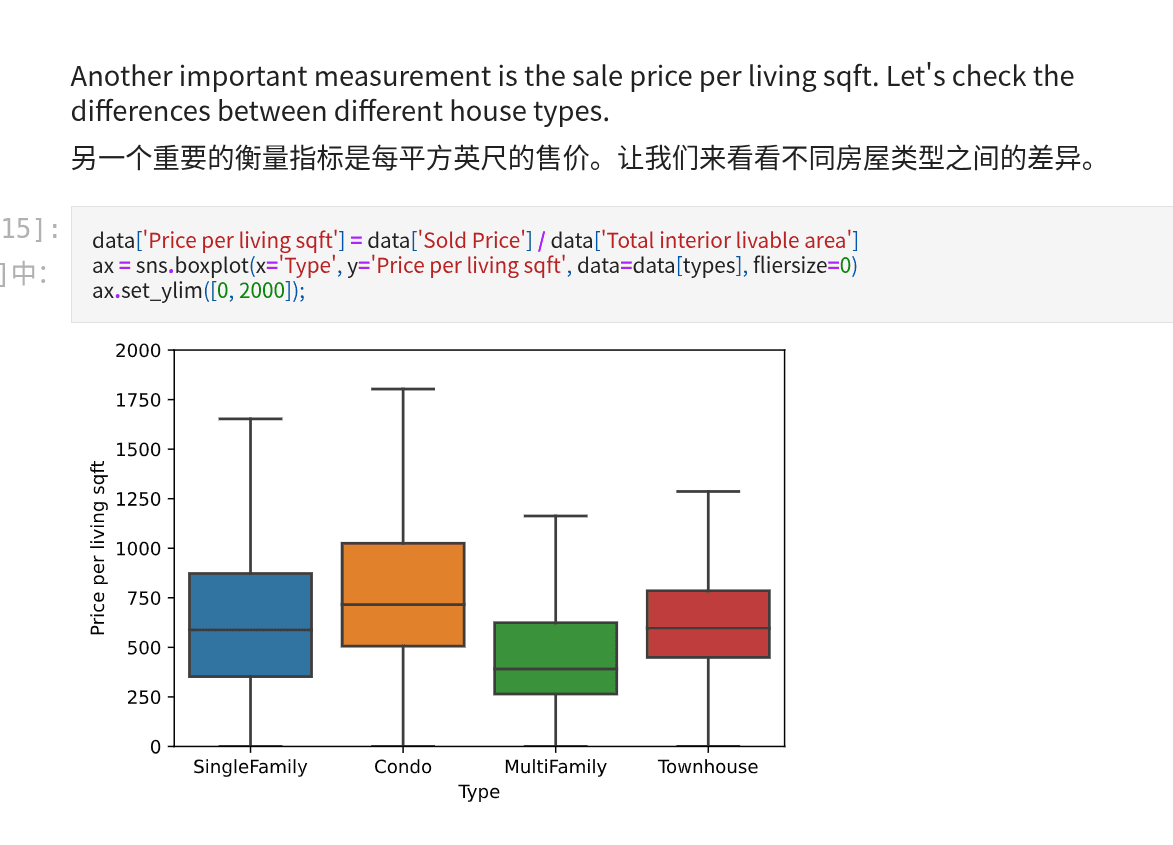 Another important measurement is the sale price per living sqft. Let's check the
differences between different house types.
另一个重要的衡量指标是每平方英尺的售价。让我们来看看不同房屋类型之间的差异。
15]:
]中:
data['Price per living sqft'] = data['Sold Price'] / data['Total interior livable area']
ax = sns.boxplot(x='Type', y='Price per living sqft', data=data[types], fliersize=0)
ax.set_ylim([0, 2000]);
2000
1750
1500
1250
1000
750
500
250
0
Price per living sqft
SingleFamily Condo MultiFamily Townhouse
Type